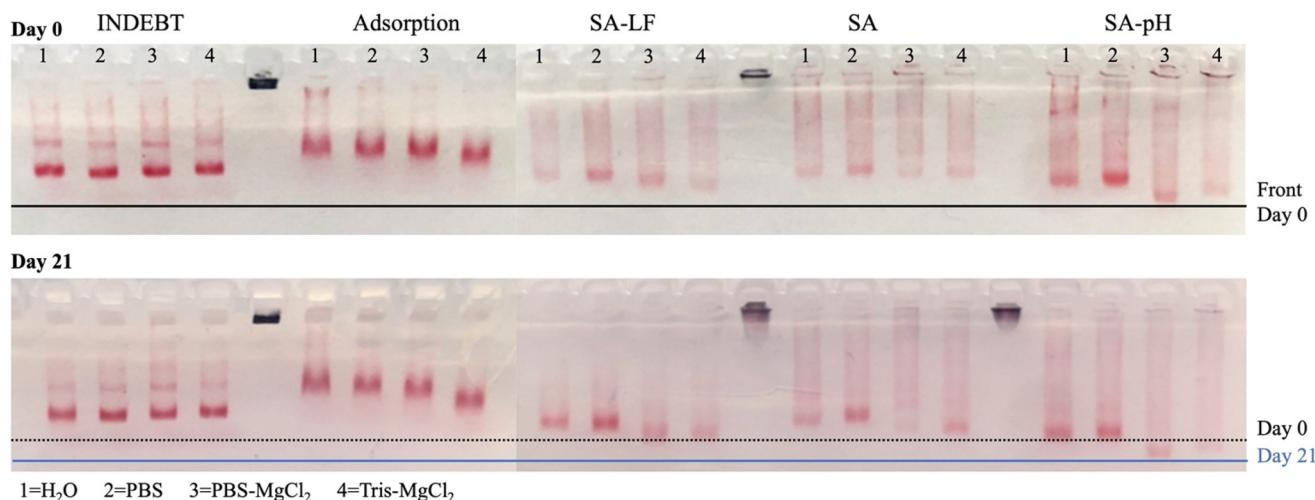 Day 0 INDEBT Adsorption SA-LF SA SA-pH
1 2 3 4 1 2 3 4 1 2 3 4 1 2 3 4 1 2 3 4
Front
Day 0
Day 21
Day 0
Day 21
1=H₂O 2=PBS 3=PBS-MgCl₂ 4=Tris-MgCl₂